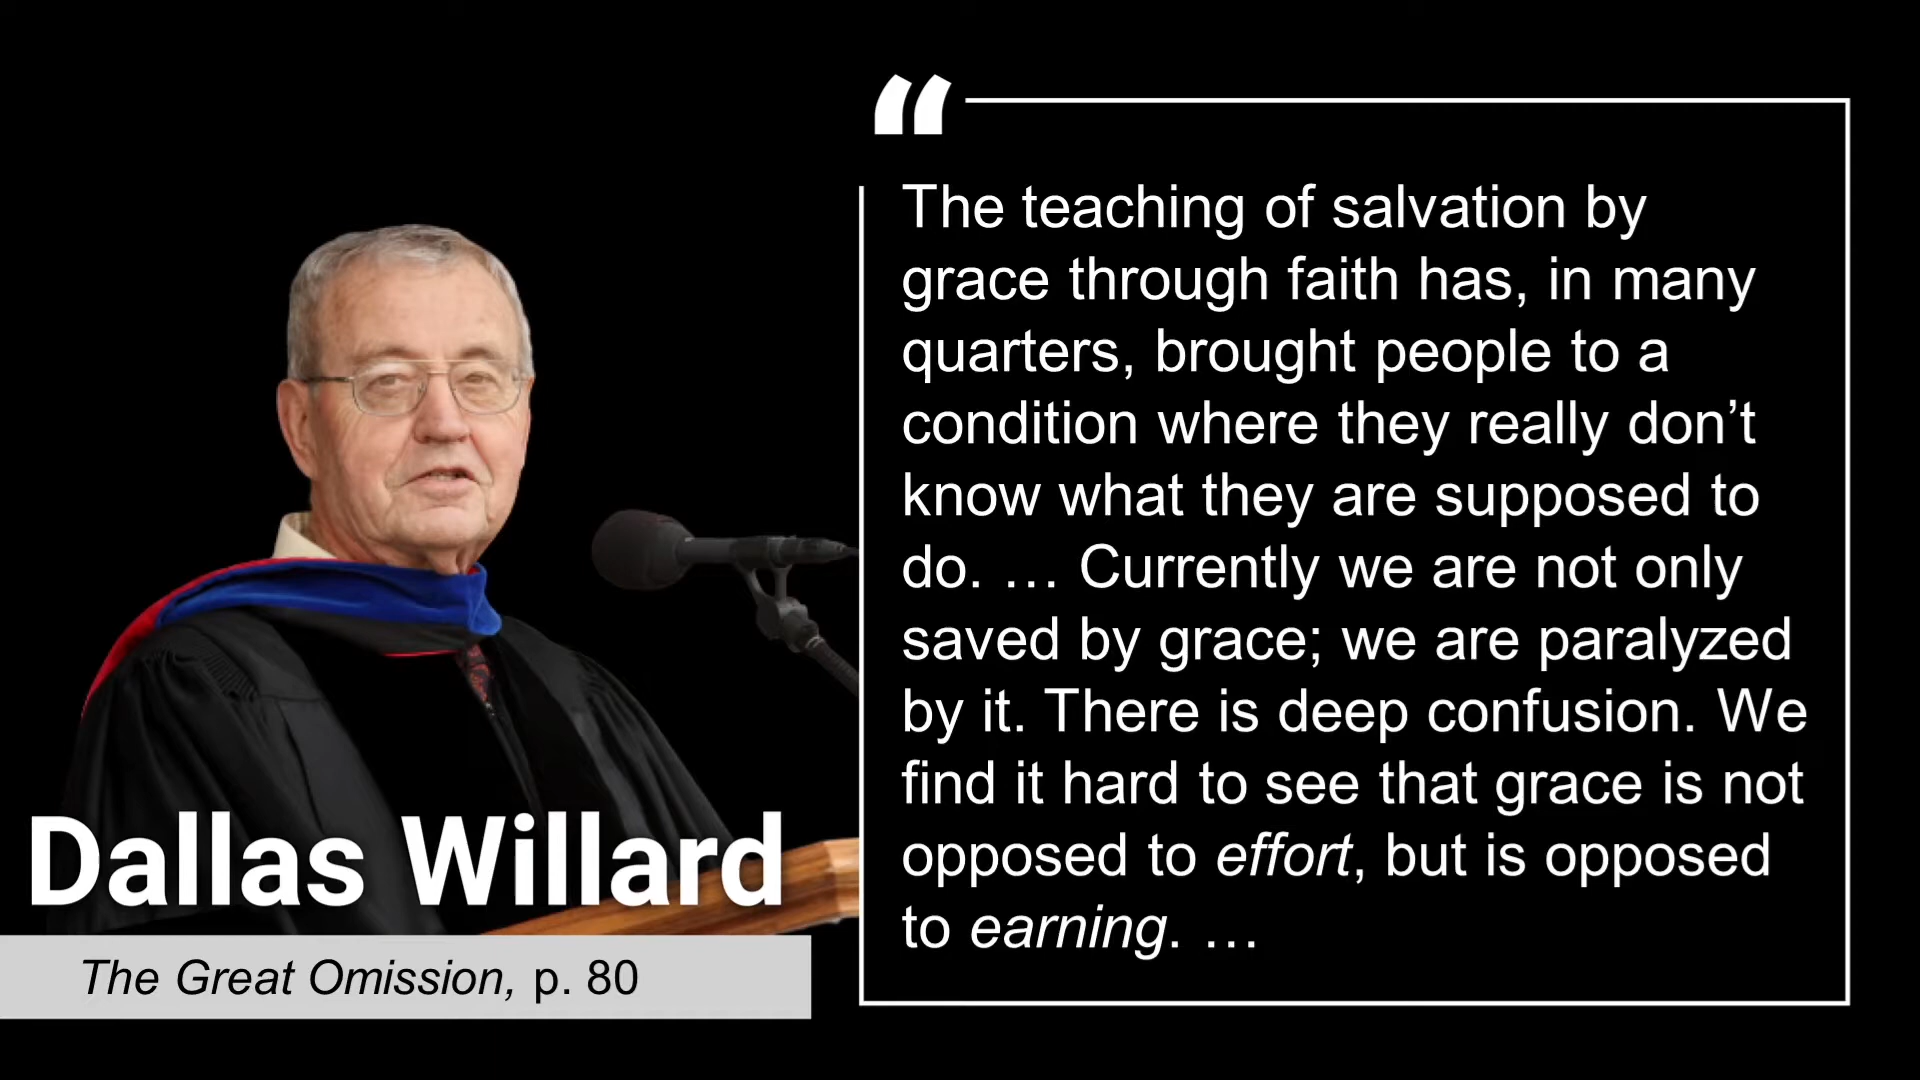 “
The teaching of salvation by
grace through faith has, in many
quarters, brought people to a
condition where they really don’t
know what they are supposed to
do. … Currently we are not only
saved by grace; we are paralyzed
by it. There is deep confusion. We
find it hard to see that grace is not
opposed to effort, but is opposed
to earning. …
Dallas Willard
The Great Omission, p. 80